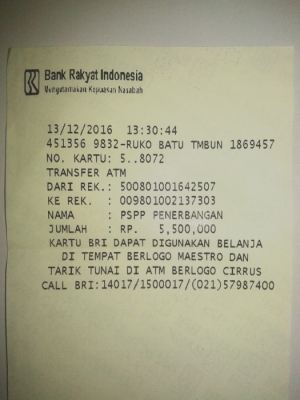 Bank Rakyat Indonesia
Mengutamakan Kepuasan Nasabah
13/12/2016 13:30:44
451356 9832-RUKO BATU TMBUN 1869457
NO. KARTU: 5..8072
TRANSFER ATM
DARI REK.: 500801001642507
KE REK. : 009801002137303
NAMA : PSPP PENERBANGAN
JUMLAH : RP. 5,500,000
KARTU BRI DAPAT DIGUNAKAN BELANJA
DI TEMPAT BERLOGO MAESTRO DAN
TARIK TUNAI DI ATM BERLOGO CIRRUS
CALL BRI:14017/1500017/(021)57987400